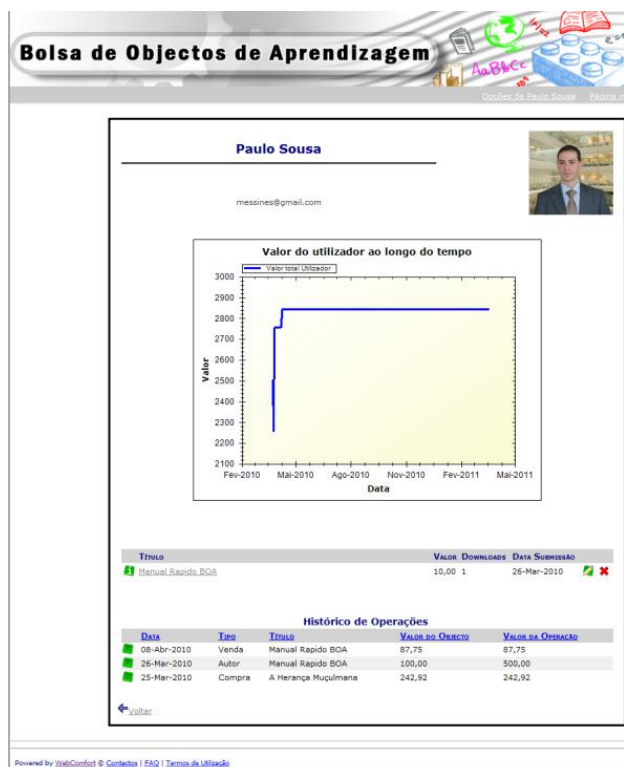 Bolsa de Objectos de Aprendizagem
AaBbCc
Opções de Paulo Sousa
Paulo Sousa
messines@gmail.com
Valor do utilizador ao longo do tempo
Valor total Utilizador
3000
2900
2800
2700
2600
2500
2400
2300
2200
2100
Valor
Fev-2010 Mai-2010 Ago-2010 Nov-2010 Fev-2011 Mai-2011
Data
Título Valor Downloads Data Submissão
Manual Rapido BOA 10,00 1 26-Mar-2010
Histórico de Operações
Data Tipo Título Valor do Objecto Valor da Operação
08-Abr-2010 Venda Manual Rapido BOA 87,75 87,75
26-Mar-2010 Autor Manual Rapido BOA 100,00 500,00
25-Mar-2010 Compra A Herança Muçulmana 242,92 242,92
Voltar
Powered by WebComfort © Contactos | FAQ | Termos de Utilização